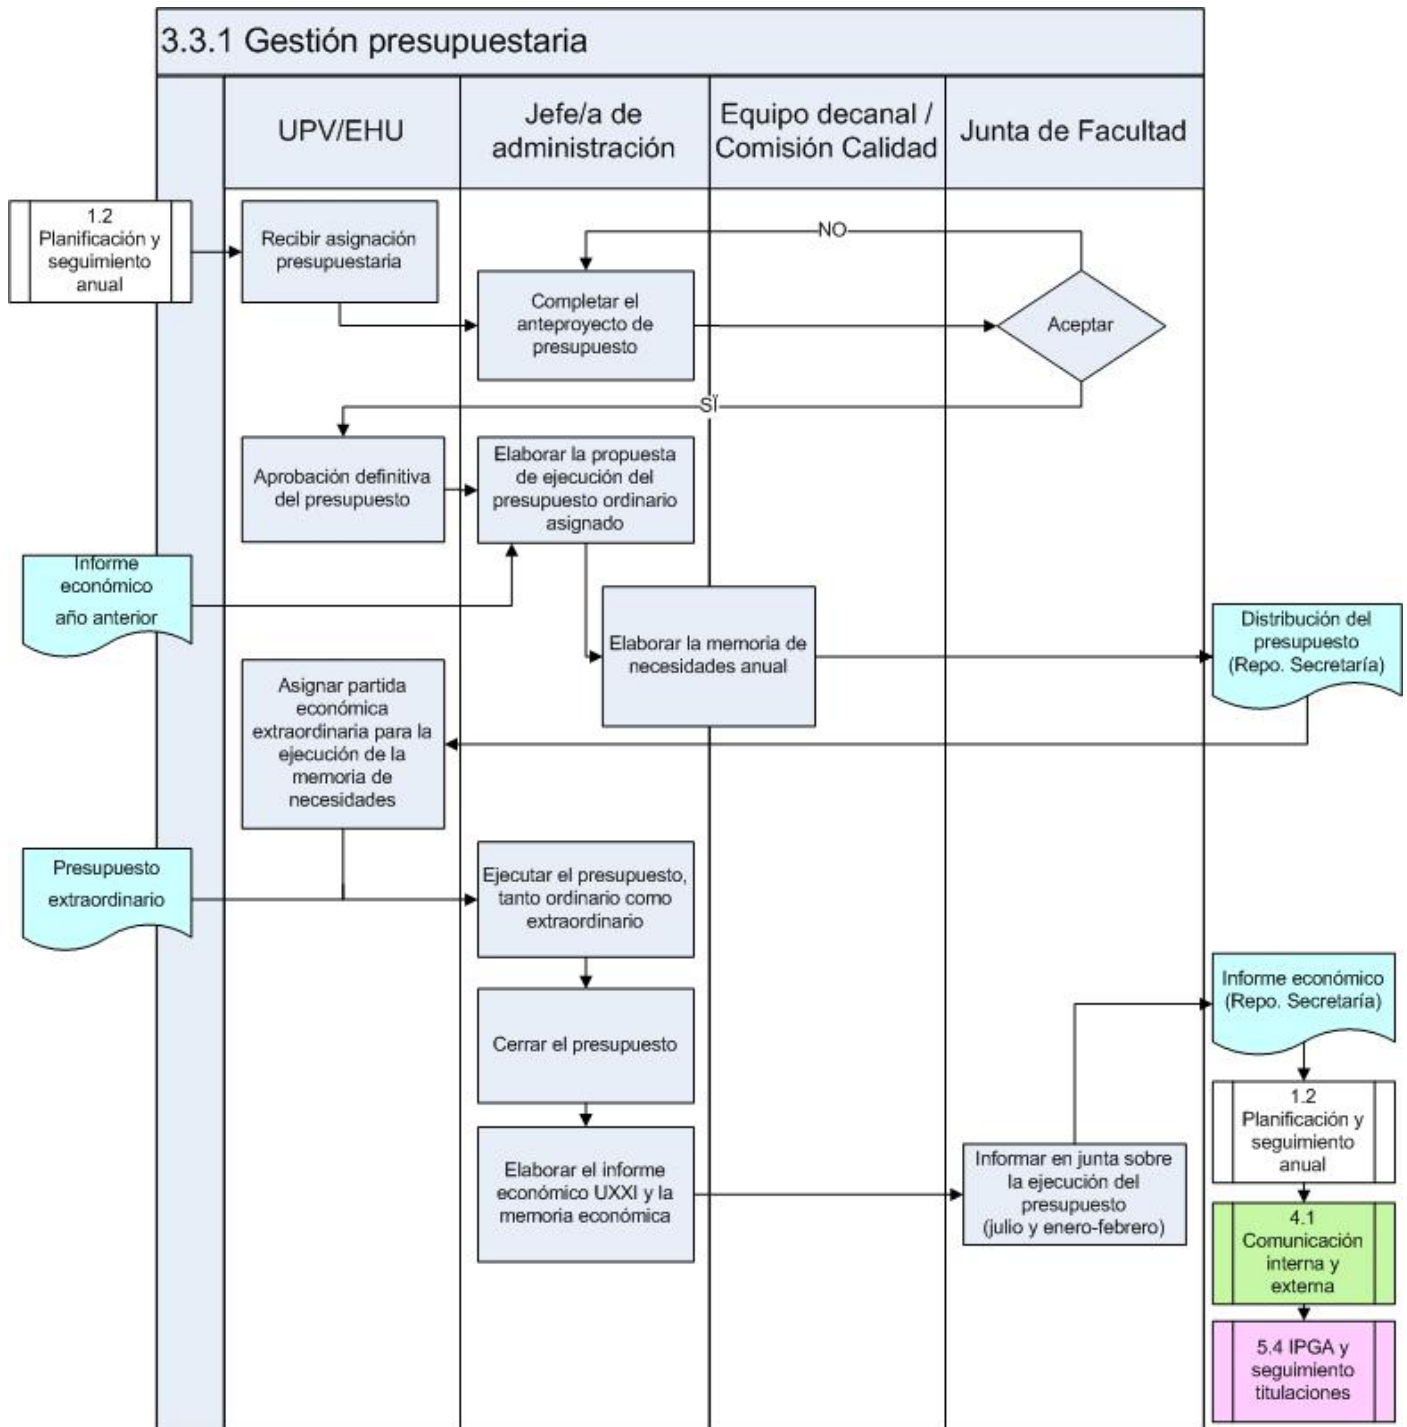 3.3.1 Gestión presupuestaria
UPV/EHU
Jefe/a de
administración
Equipo decanal /
Comisión Calidad
Junta de Facultad
1.2
Planificación y
seguimiento
anual
Recibir asignación
presupuestaria
NO
Completar el
anteproyecto de
presupuesto
Aceptar
SÏ
Aprobación definitiva
del presupuesto
Elaborar la propuesta
de ejecución del
presupuesto ordinario
asignado
Informe
económico
año anterior
Elaborar la memoria de
necesidades anual
Distribución del
presupuesto
(Repo. Secretaría)
Asignar partida
económica
extraordinaria para la
ejecución de la
memoria de
necesidades
Presupuesto
extraordinario
Ejecutar el presupuesto,
tanto ordinario como
extraordinario
Cerrar el presupuesto
Elaborar el informe
económico UXXI y la
memoria económica
Informar en junta sobre
la ejecución del
presupuesto
(julio y enero-febrero)
Informe económico
(Repo. Secretaría)
1.2
Planificación y
seguimiento
anual
4.1
Comunicación
interna y
externa
5.4 IPGA y
seguimiento
titulaciones